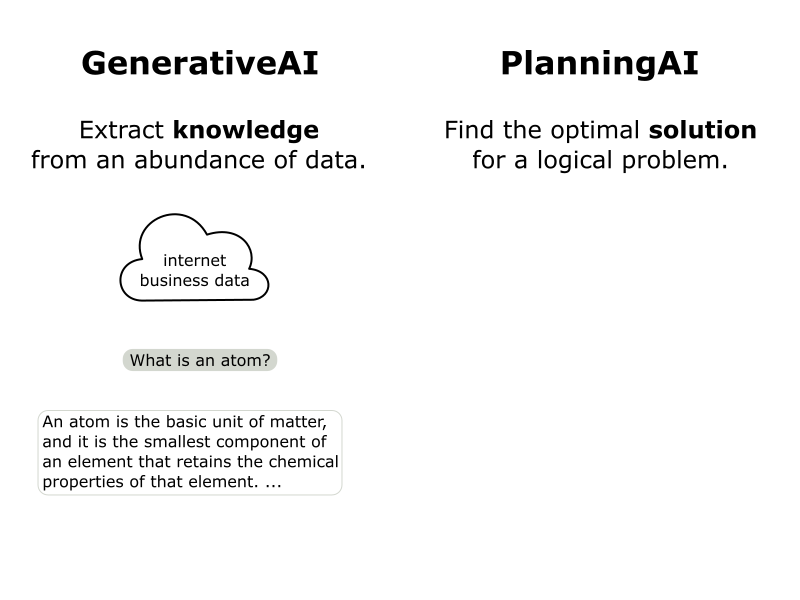 GenerativeAI
Extract knowledge
from an abundance of data.
internet
business data
What is an atom?
An atom is the basic unit of matter,
and it is the smallest component of
an element that retains the chemical
properties of that element. ...
PlanningAI
Find the optimal solution
for a logical problem.